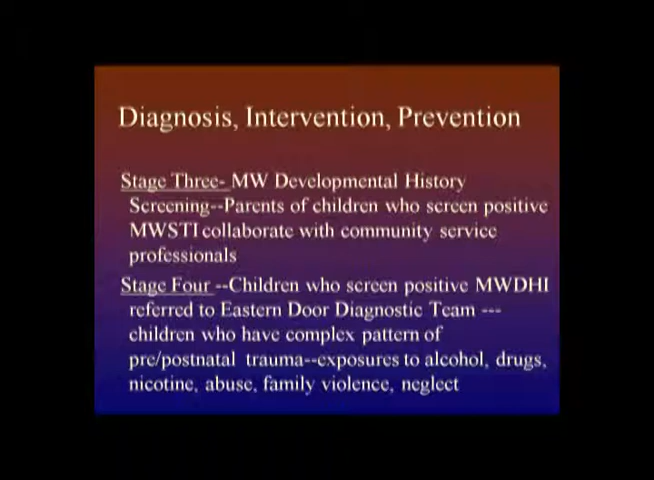 Diagnosis, Intervention, Prevention
Stage Three- MW Developmental History
Screening--Parents of children who screen positive
MWSTI collaborate with community service
professionals
Stage Four --Children who screen positive MWDHI
referred to Eastern Door Diagnostic Team ---
children who have complex pattern of
pre/postnatal trauma--exposures to alcohol, drugs,
nicotine, abuse, family violence, neglect